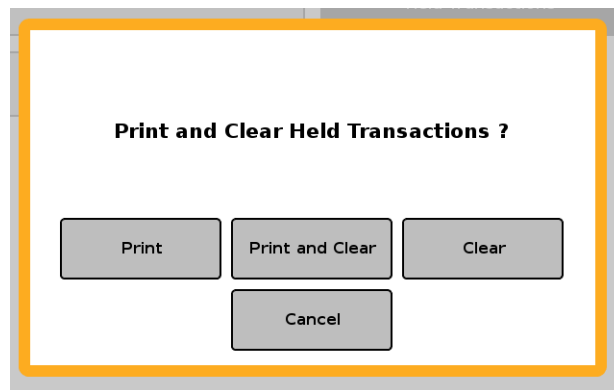 Print and Clear Held Transactions ?
Print
Print and Clear
Clear
Cancel